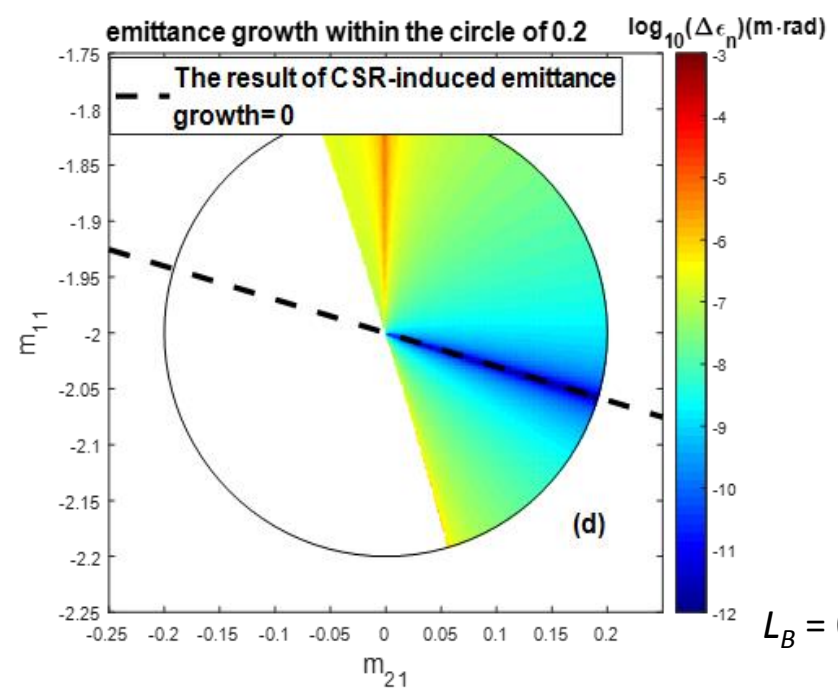 emittance growth within the circle of 0.2
log10(Δϵn)(m·rad)
The result of CSR-induced emittance
growth= 0
-1.75
-1.8
-1.85
-1.9
-1.95
-2
-2.05
-2.1
-2.15
-2.2
-2.25
m11
-0.25 -0.2 -0.15 -0.1 -0.05 0 0.05 0.1 0.15 0.2
m21
(d)
-3
-4
-5
-6
-7
-8
-9
-10
-11
-12
LB =